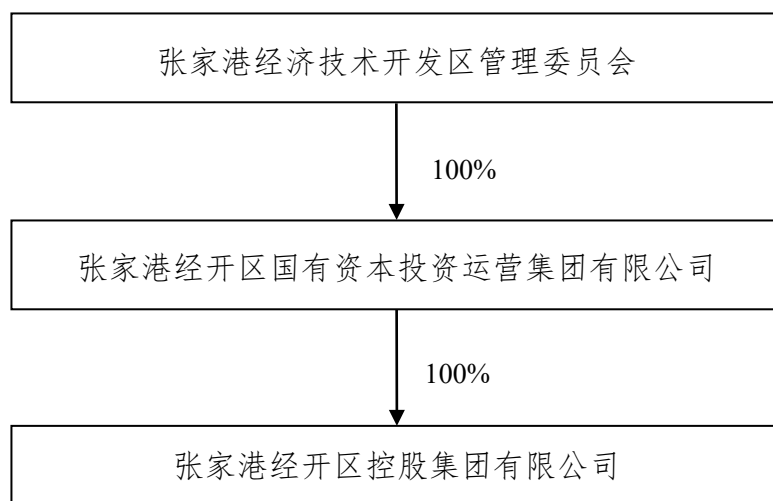 张家港经济技术开发区管理委员会
100%
张家港经开区国有资本投资运营集团有限公司
100%
张家港经开区控股集团有限公司